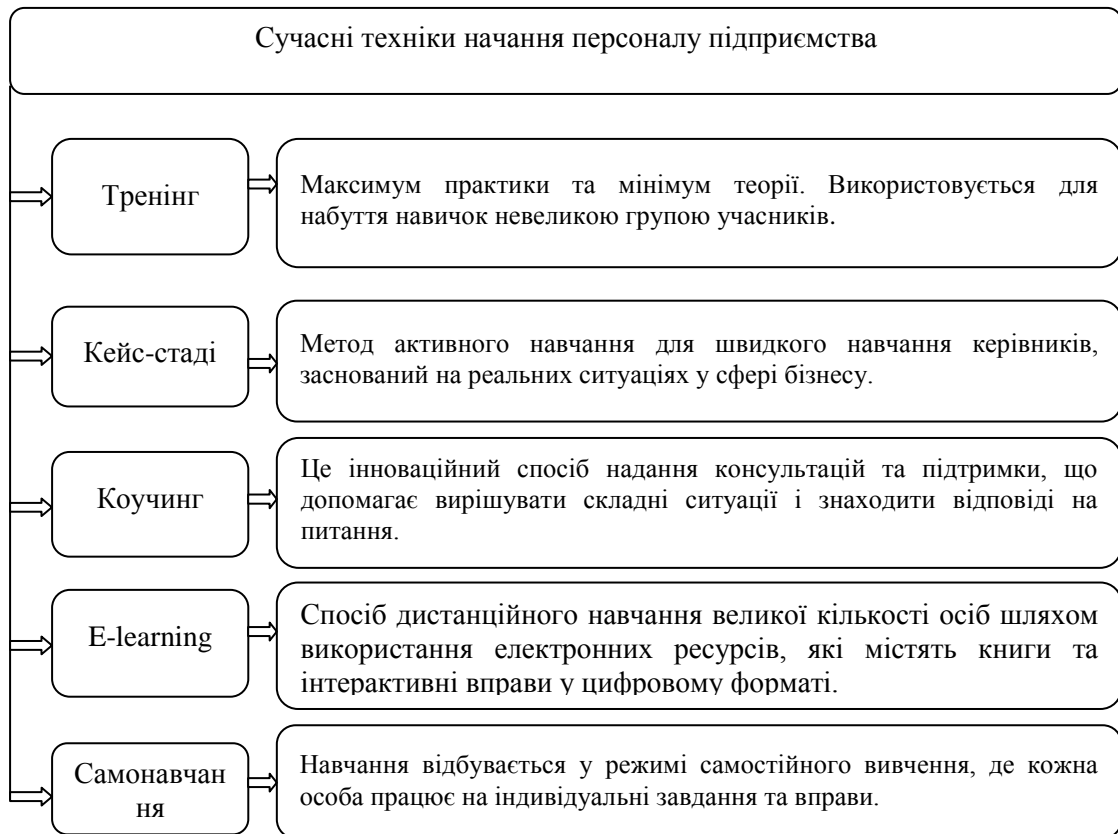 Сучасні техніки начання персоналу підприємства
Тренінг
Максимум практики та мінімум теорії. Використовується для
набуття навичок невеликою групою учасників.
Кейс-стаді
Метод активного навчання для швидкого навчання керівників,
заснований на реальних ситуаціях у сфері бізнесу.
Коучинг
Це інноваційний спосіб надання консультацій та підтримки, що
допомагає вирішувати складні ситуації і знаходити відповіді на
питання.
E-learning
Спосіб дистанційного навчання великої кількості осіб шляхом
використання електронних ресурсів, які містять книги та
інтерактивні вправи у цифровому форматі.
Самонавчан
ня
Навчання відбувається у режимі самостійного вивчення, де кожна
особа працює на індивідуальні завдання та вправи.